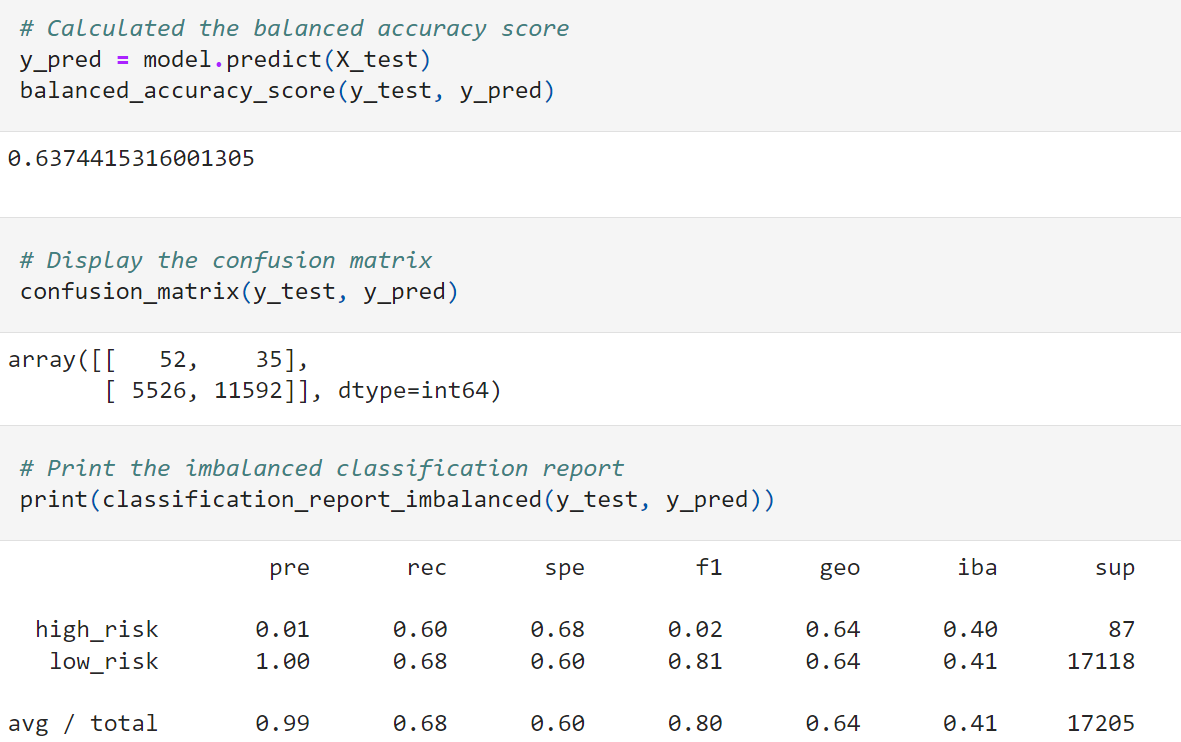 # Calculated the balanced accuracy score
y_pred = model.predict(X_test)
balanced_accuracy_score(y_test, y_pred)
0.6374415316001305
# Display the confusion matrix
confusion_matrix(y_test, y_pred)
array([[   52,    35],
       [ 5526, 11592]], dtype=int64)
# Print the imbalanced classification report
print(classification_report_imbalanced(y_test, y_pred))
                   pre       rec       spe        f1       geo       iba       sup
  high_risk       0.01      0.60      0.68      0.02      0.64      0.40        87
   low_risk       1.00      0.68      0.60      0.81      0.64      0.41     17118
avg / total       0.99      0.68      0.60      0.80      0.64      0.41     17205